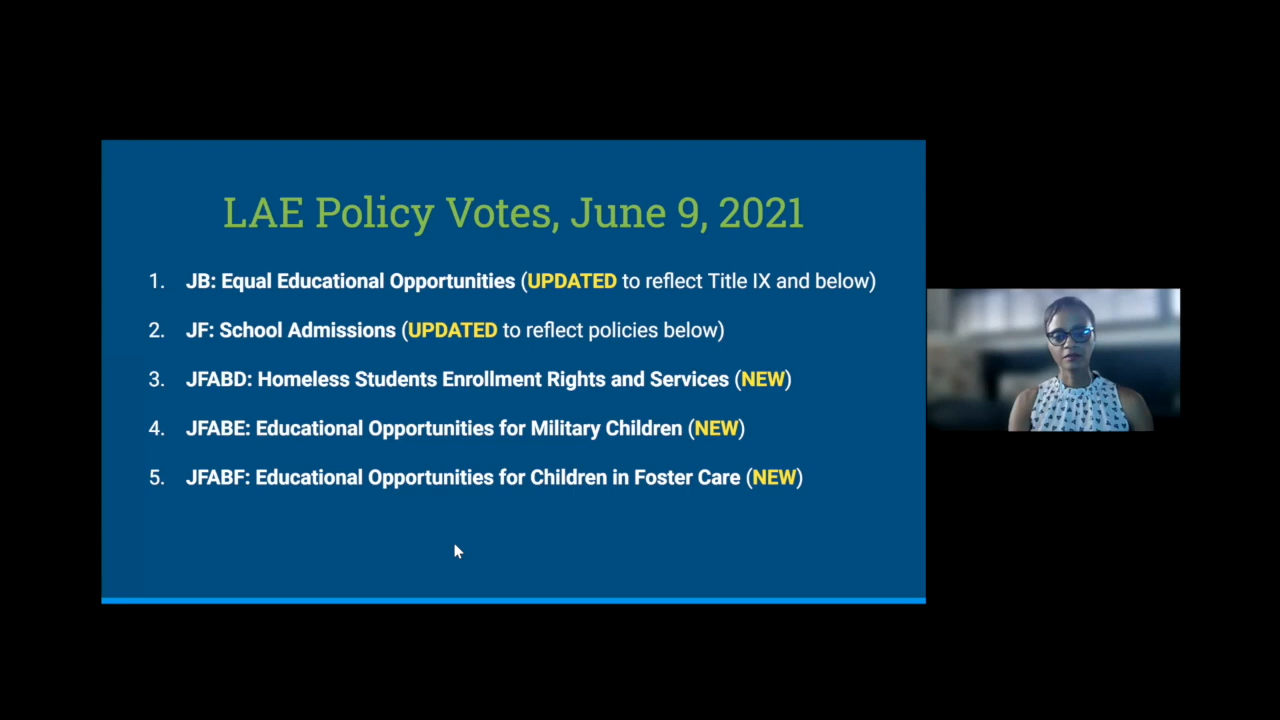 LAE Policy Votes, June 9, 2021
1. JB: Equal Educational Opportunities (UPDATED to reflect Title IX and below)
2. JF: School Admissions (UPDATED to reflect policies below)
3. JFABD: Homeless Students Enrollment Rights and Services (NEW)
4. JFABE: Educational Opportunities for Military Children (NEW)
5. JFABF: Educational Opportunities for Children in Foster Care (NEW)